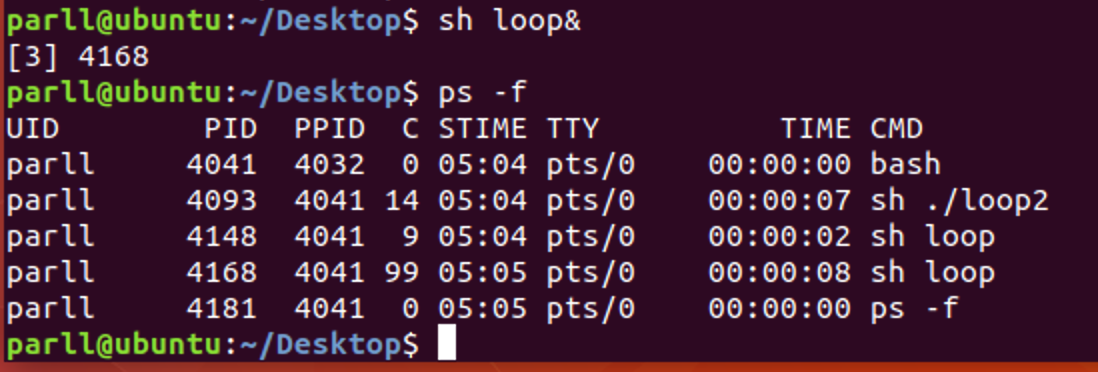 parll@ubuntu:~/Desktop$ sh loop&
[3] 4168
parll@ubuntu:~/Desktop$ ps -f
UID        PID  PPID  C STIME TTY          TIME CMD
parll     4041  4032  0 05:04 pts/0    00:00:00 bash
parll     4093  4041 14 05:04 pts/0    00:00:07 sh ./loop2
parll     4148  4041  9 05:04 pts/0    00:00:02 sh loop
parll     4168  4041 99 05:05 pts/0    00:00:08 sh loop
parll     4181  4041  0 05:05 pts/0    00:00:00 ps -f
parll@ubuntu:~/Desktop$